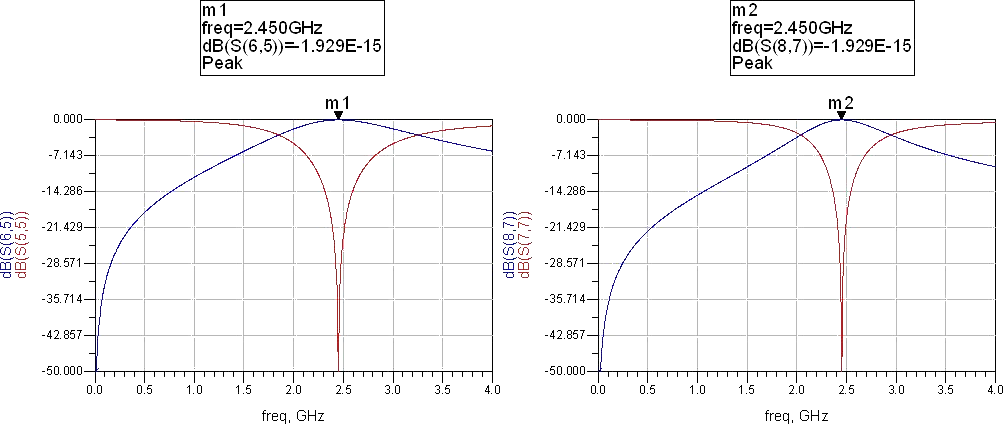 m1
freq=2.450GHz
dB(S(6,5))=-1.929E-15
Peak
m2
freq=2.450GHz
dB(S(8,7))=-1.929E-15
Peak
m1
0.000
-7.143
-14.286
-21.429
-28.571
-35.714
-42.857
-50.000
dB(S(6,5))
dB(S(5,5))
0.0 0.5 1.0 1.5 2.0 2.5 3.0 3.5 4.0
freq, GHz
m2
0.000
-7.143
-14.286
-21.429
-28.571
-35.714
-42.857
-50.000
dB(S(8,7))
dB(S(7,7))
0.0 0.5 1.0 1.5 2.0 2.5 3.0 3.5 4.0
freq, GHz